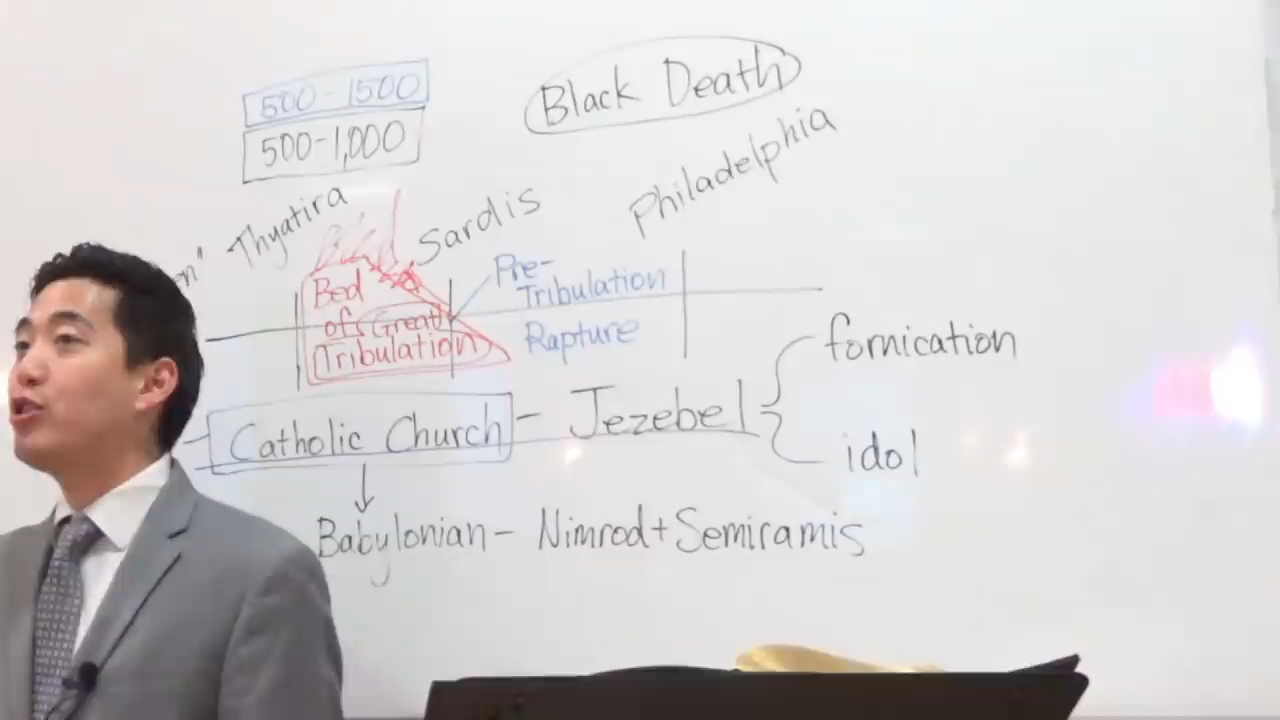 500-1500
500-1,000
Black Death
Thyatira
Sardis
Philadelphia
Bed
of Great
Tribulation
Pre-
Tribulation
Rapture
Catholic Church - Jezebel
fornication
idol
Babylonian - Nimrod + Semiramis